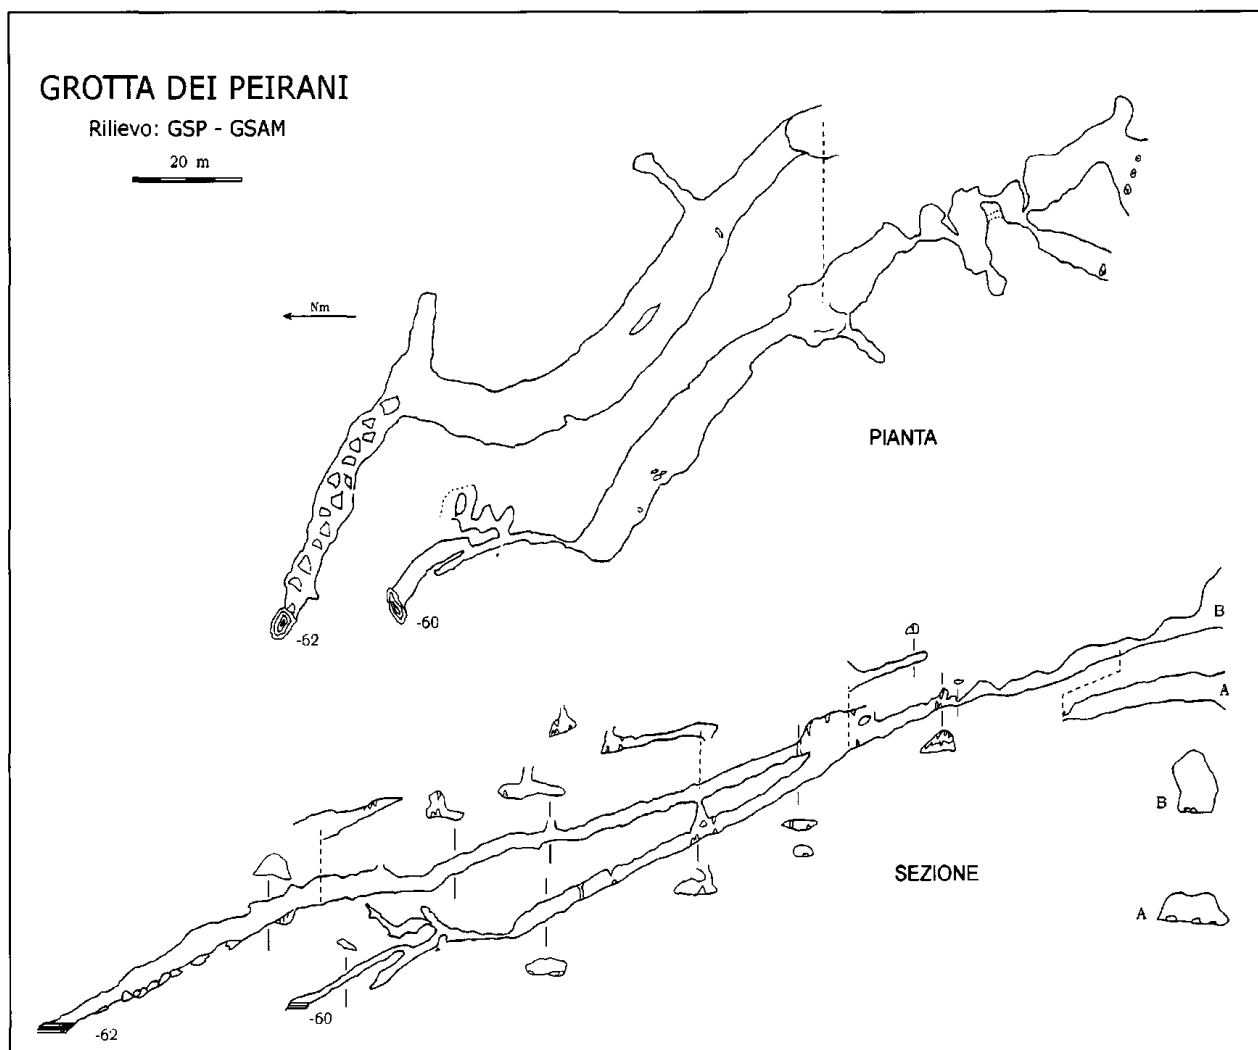 GROTTA DEI PEIRANI
Rilievo: GSP - GSAM
20 m
Nm
PIANTA
-62
-60
B
A
B
SEZIONE
A
-60
-62